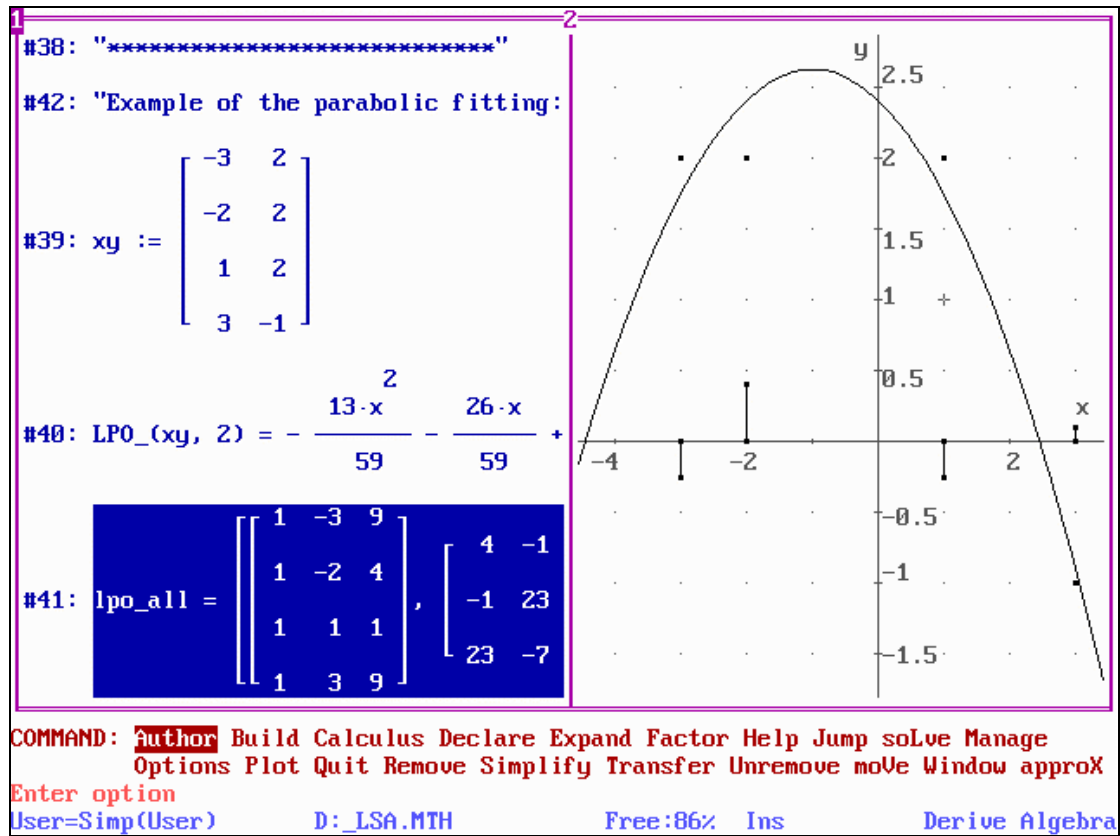 1 2
#38: "****************************"
#42: "Example of the parabolic fitting:
-3 2
-2 2
#39: xy :=
1 2
3 -1
2
13·x 26·x
#40: LPO_(xy, 2) = - ─── - ─── +
59 59
1 -3 9
4 -1
1 -2 4
#41: lpo_all = , -1 23
1 1 1
23 -7
1 3 9
y
2.5
2
1.5
1
0.5
x
-4 -2 2
-0.5
-1
-1.5
COMMAND: Author Build Calculus Declare Expand Factor Help Jump soLve Manage
Options Plot Quit Remove Simplify Transfer Unremove moVe Window approX
Enter option
User=Simp(User) D:_LSA.MTH Free:86% Ins Derive Algebra